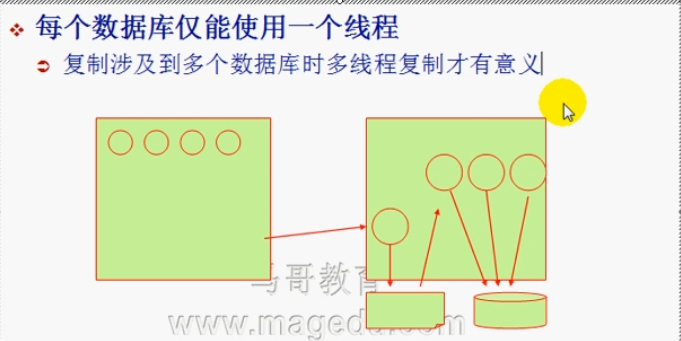 每个数据库仅能使用一个线程
复制涉及到多个数据库时多线程复制才有意义
马哥教育
www.magedu.com